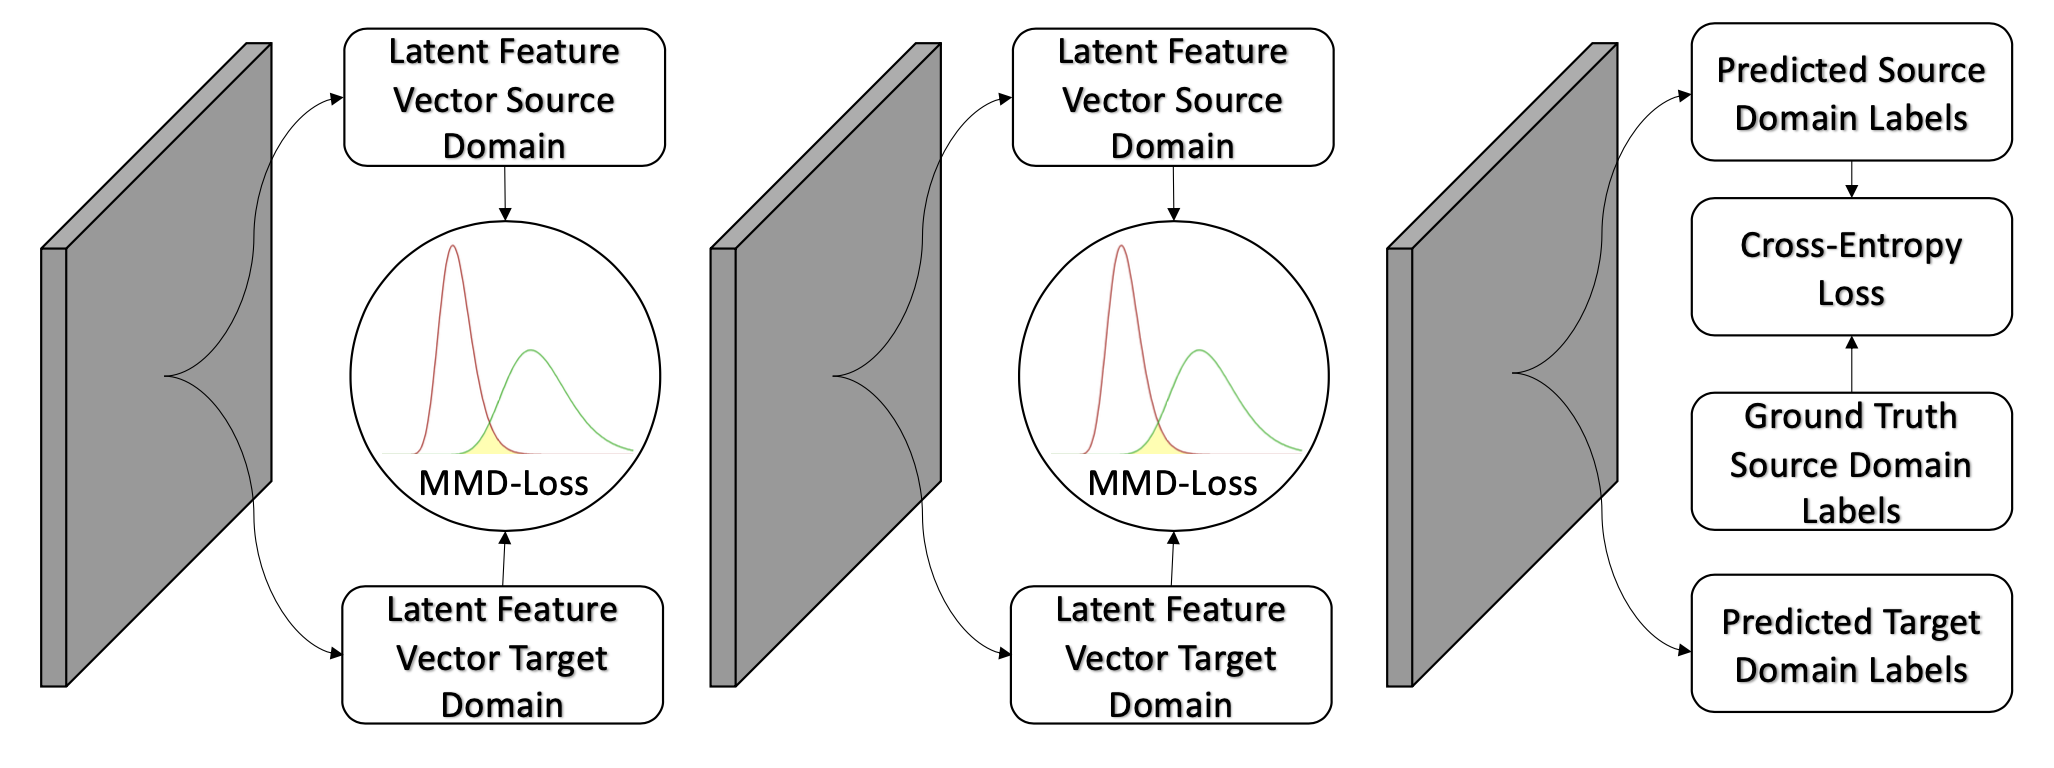 Latent Feature
Vector Source
Domain
MMD-Loss
Latent Feature
Vector Target
Domain
Latent Feature
Vector Source
Domain
MMD-Loss
Latent Feature
Vector Target
Domain
Predicted Source
Domain Labels
Cross-Entropy
Loss
Ground Truth
Source Domain
Labels
Predicted Target
Domain Labels